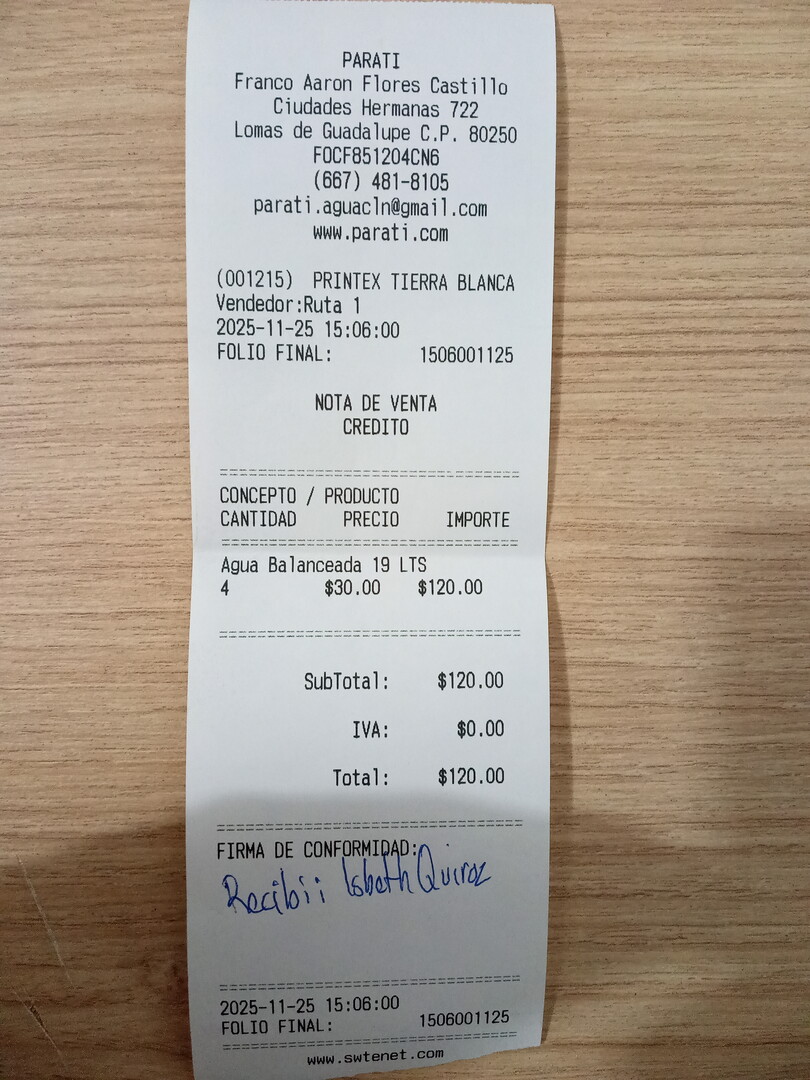 PARATI
Franco Aaron Flores Castillo
Ciudades Hermanas 722
Lomas de Guadalupe C.P. 80250
FOCF851204CN6
(667) 481-8105
parati.aguacln@gmail.com
www.parati.com
(001215) PRINTEX TIERRA BLANCA
Vendedor:Ruta 1
2025-11-25 15:06:00
FOLIO FINAL: 1506001125
NOTA DE VENTA
CREDITO
CONCEPTO / PRODUCTO
CANTIDAD PRECIO IMPORTE
Agua Balanceada 19 LTS
4 $30.00 $120.00
SubTotal: $120.00
IVA: $0.00
Total: $120.00
FIRMA DE CONFORMIDAD:
Recibií Isbeth Quiroz
2025-11-25 15:06:00
FOLIO FINAL: 1506001125
www.swtenet.com